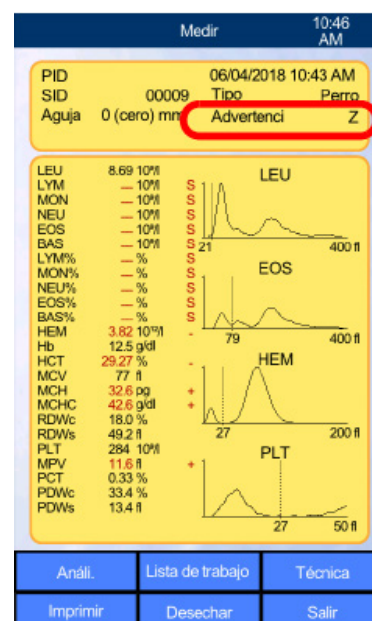 Medir
10:46 AM
PID 06/04/2018 10:43 AM
SID 00009 Tipo Perro
Aguja 0 (cero) mm Advertenci Z
LEU 8.69 10⁹/l
LYM — 10⁹/l S
MON — 10⁹/l S
NEU — 10⁹/l S
EOS — 10⁹/l S
BAS — 10⁹/l S
LYM% — % S
MON% — % S
NEU% — % S
EOS% — % S
BAS% — % S
HEM 3.82 10¹²/l -
Hb 12.5 g/dl
HCT 29.27 % -
MCV 77 fl
MCH 32.6 pg +
MCHC 42.6 g/dl +
RDWc 18.0 %
RDWs 49.2 fl
PLT 284 10⁹/l
MPV 11.6 fl +
PCT 0.33 %
PDWc 33.4 %
PDWs 13.4 fl
LEU
21 400 fl
EOS
79 400 fl
HEM
27 200 fl
PLT
27 50 fl
Análi. Lista de trabajo Técnica
Imprimir Desechar Salir